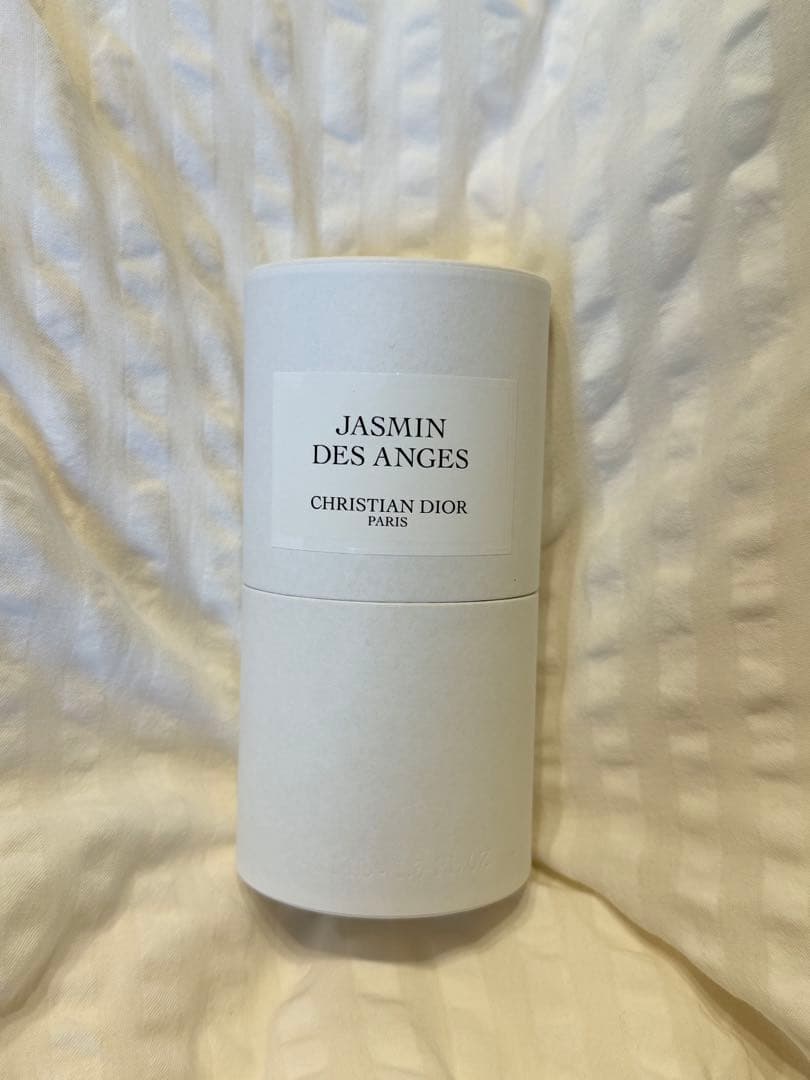 JASMIN
DES ANGES
CHRISTIAN DIOR
PARIS